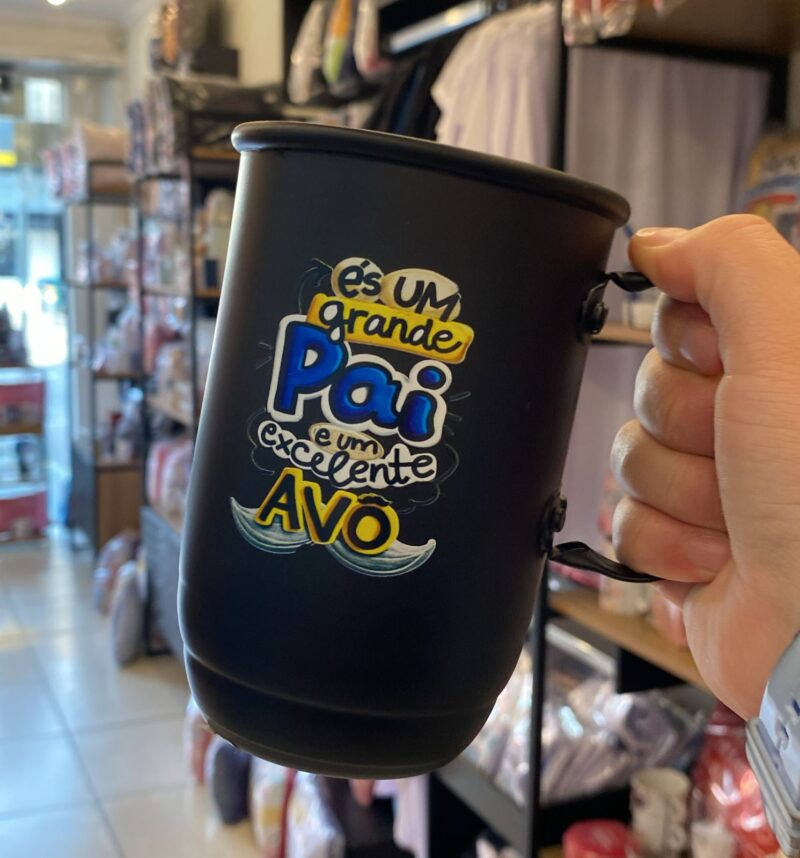 és UM
grande
Pai
e um
excelente
AVÔ